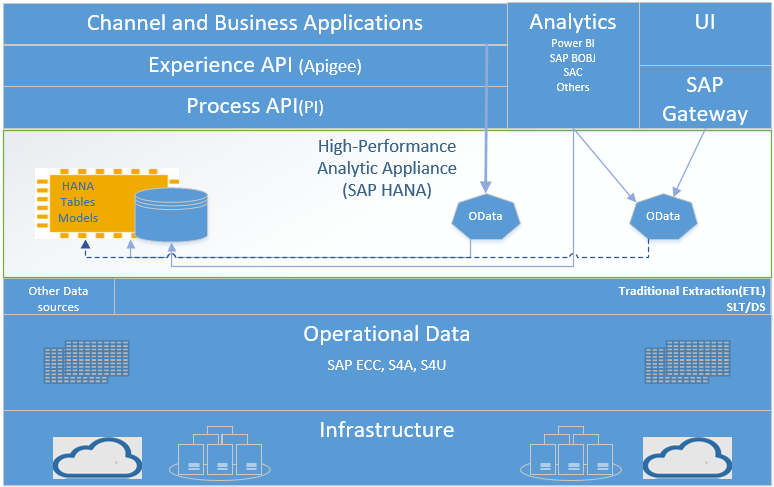 Channel and Business Applications
Experience API (Apigee)
Process API(PI)
Analytics
Power BI
SAP BOBJ
SAC
Others
UI
SAP
Gateway
High-Performance
Analytic Appliance
(SAP HANA)
HANA
Tables
Models
OData
OData
Other Data
sources
Traditional Extraction(ETL)
SLT/DS
Operational Data
SAP ECC, S4A, S4U
Infrastructure